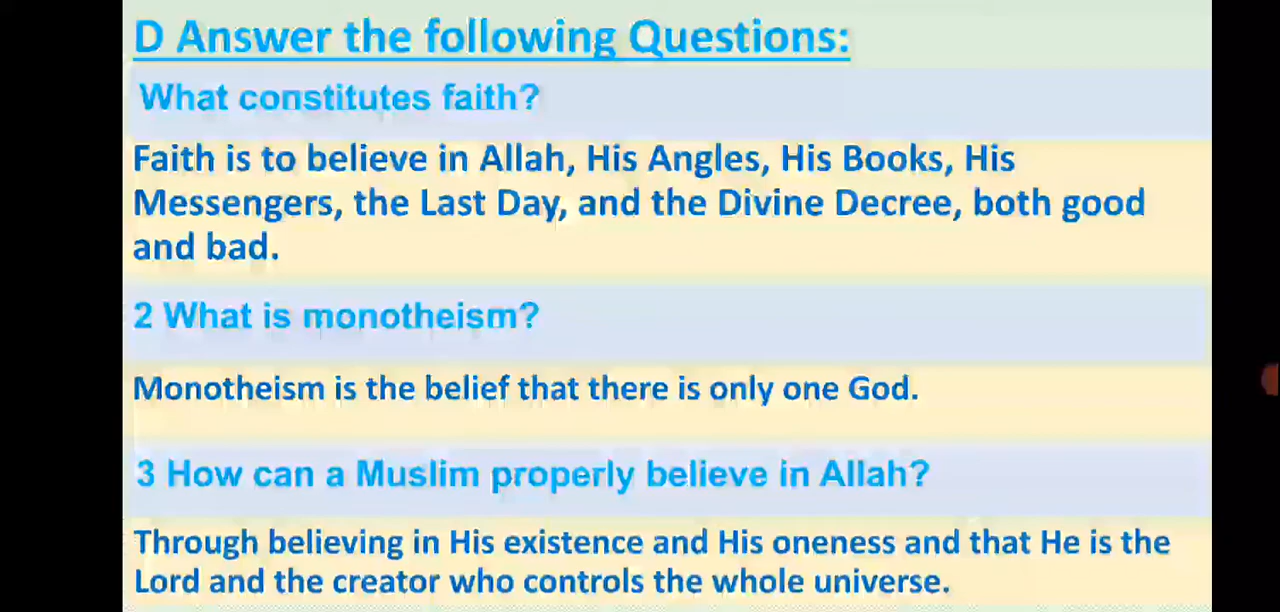 D Answer the following Questions:
What constitutes faith?
Faith is to believe in Allah, His Angles, His Books, His
Messengers, the Last Day, and the Divine Decree, both good
and bad.
2 What is monotheism?
Monotheism is the belief that there is only one God.
3 How can a Muslim properly believe in Allah?
Through believing in His existence and His oneness and that He is the
Lord and the creator who controls the whole universe.